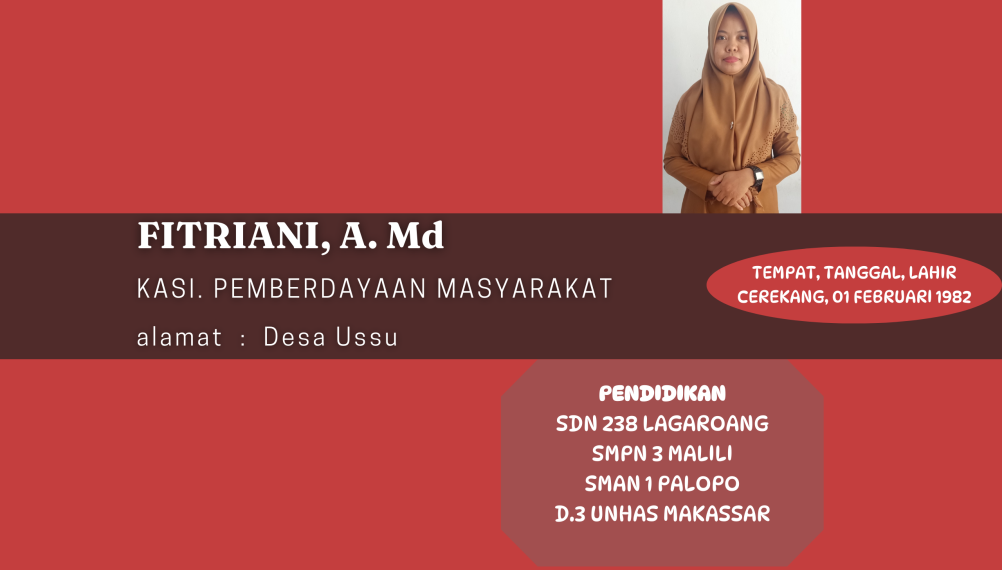 FITRIANI, A. Md
KASI. PEMBERDAYAAN MASYARAKAT
alamat : Desa Ussu
TEMPAT, TANGGAL, LAHIR
CEREKANG, 01 FEBRUARI 1982
PENDIDIKAN
SDN 238 LAGAROANG
SMPN 3 MALILI
SMAN 1 PALOPO
D.3 UNHAS MAKASSAR